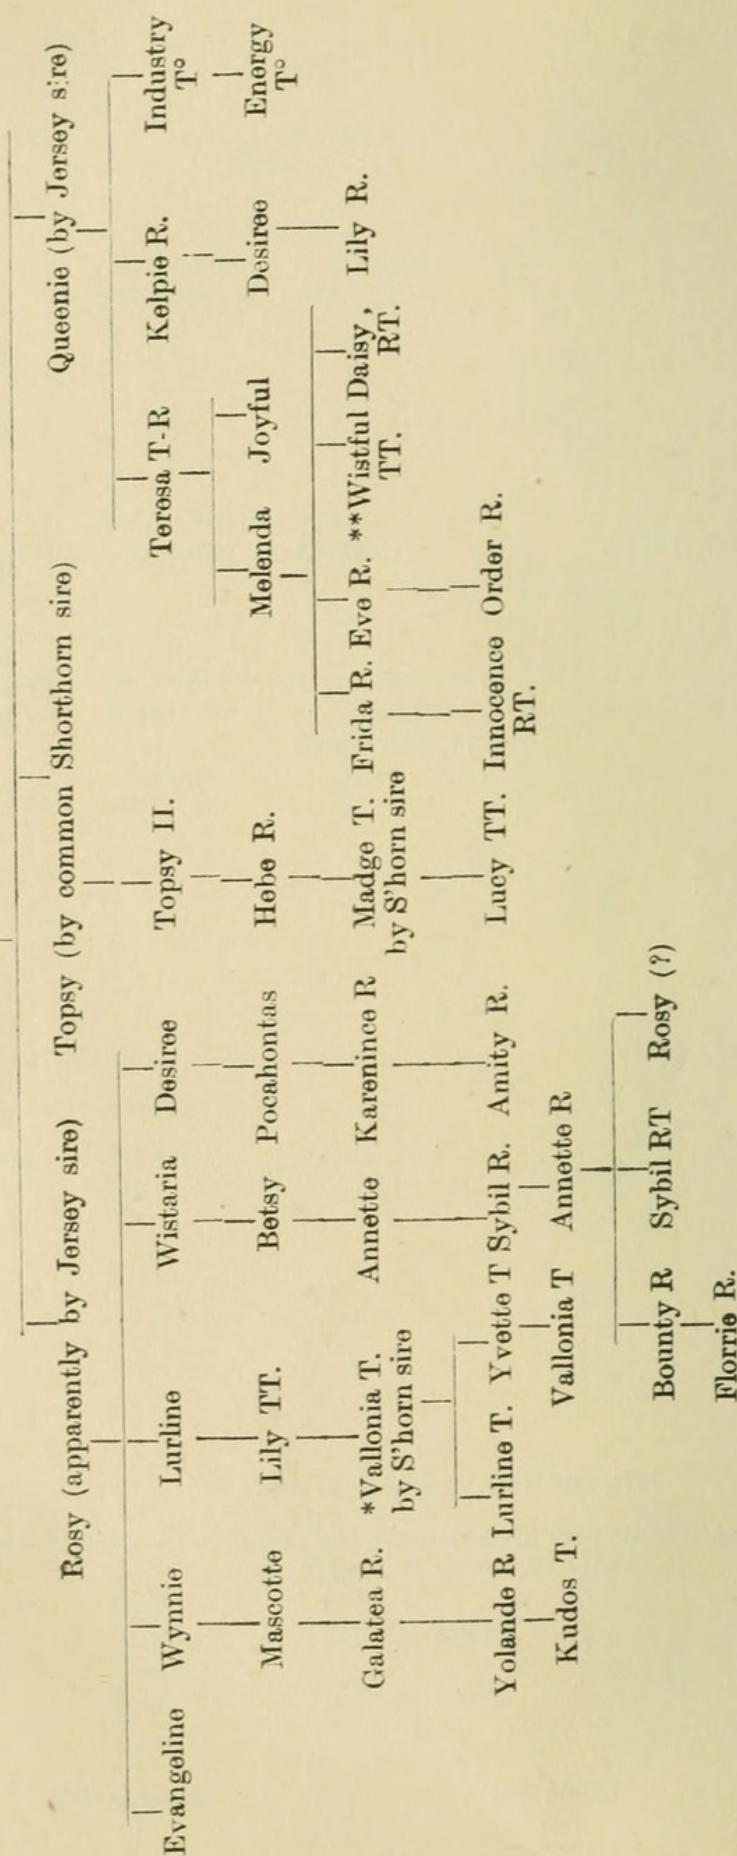 Rosy (apparently by Jersey sire) Topsy (by common Shorthorn sire) Queenie (by Jersey sire)
Evangeline Wynnie Lurline Wistaria Desiree Topsy II. Teresa T-R Kelpie R. Industry T°
Mascotte Lily TT. Betsy Pocahontas Hebe R. Melenda Joyful Desiree Energy T°
Galatea R. *Vallonia T. by S'horn sire Annette Karenince R Madge T. by S'horn sire Frida R. Eve R. **Wistful TT. Daisy, RT. Lily R.
Yolande R Lurline T. Yvette T Sybil R. Amity R. Lucy TT. Innocence RT. Order R.
Kudos T. Vallonia T Annette R
Bounty R Sybil RT Rosy (?)
Florrie R.